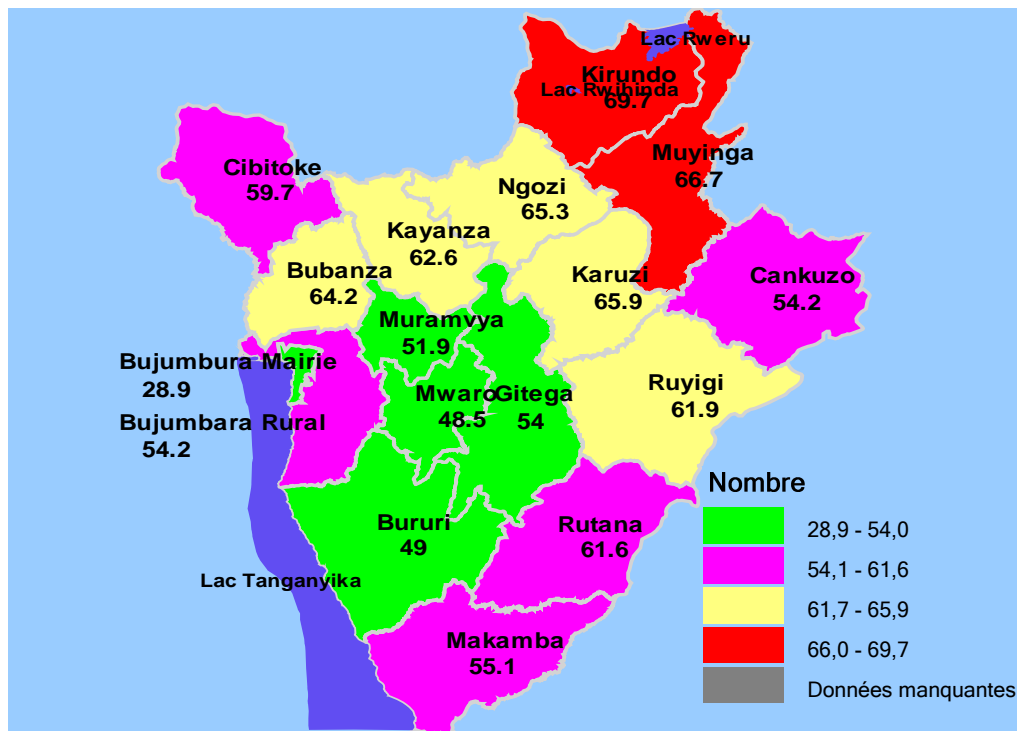 Lac Rweru
Kirundo
Lac Rwihinda
69.7
Muyinga
66.7
Cibitoke
59.7
Ngozi
65.3
Kayanza
62.6
Bubanza
64.2
Karuzi
65.9
Cankuzo
54.2
Muramvya
51.9
Bujumbura Mairie
28.9
Mwaro
48.5
Gitega
54
Ruyigi
61.9
Bujumbara Rural
54.2
Bururi
49
Rutana
61.6
Lac Tanganyika
Makamba
55.1
Nombre
28,9 - 54,0
54,1 - 61,6
61,7 - 65,9
66,0 - 69,7
Données manquantes